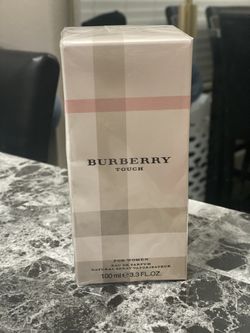 BURBERRY
TOUCH
FOR WOMEN
EAU DE PARFUM
NATURAL SPRAY VAPORISATEUR
100 ml ℮ 3.3 FL.OZ.